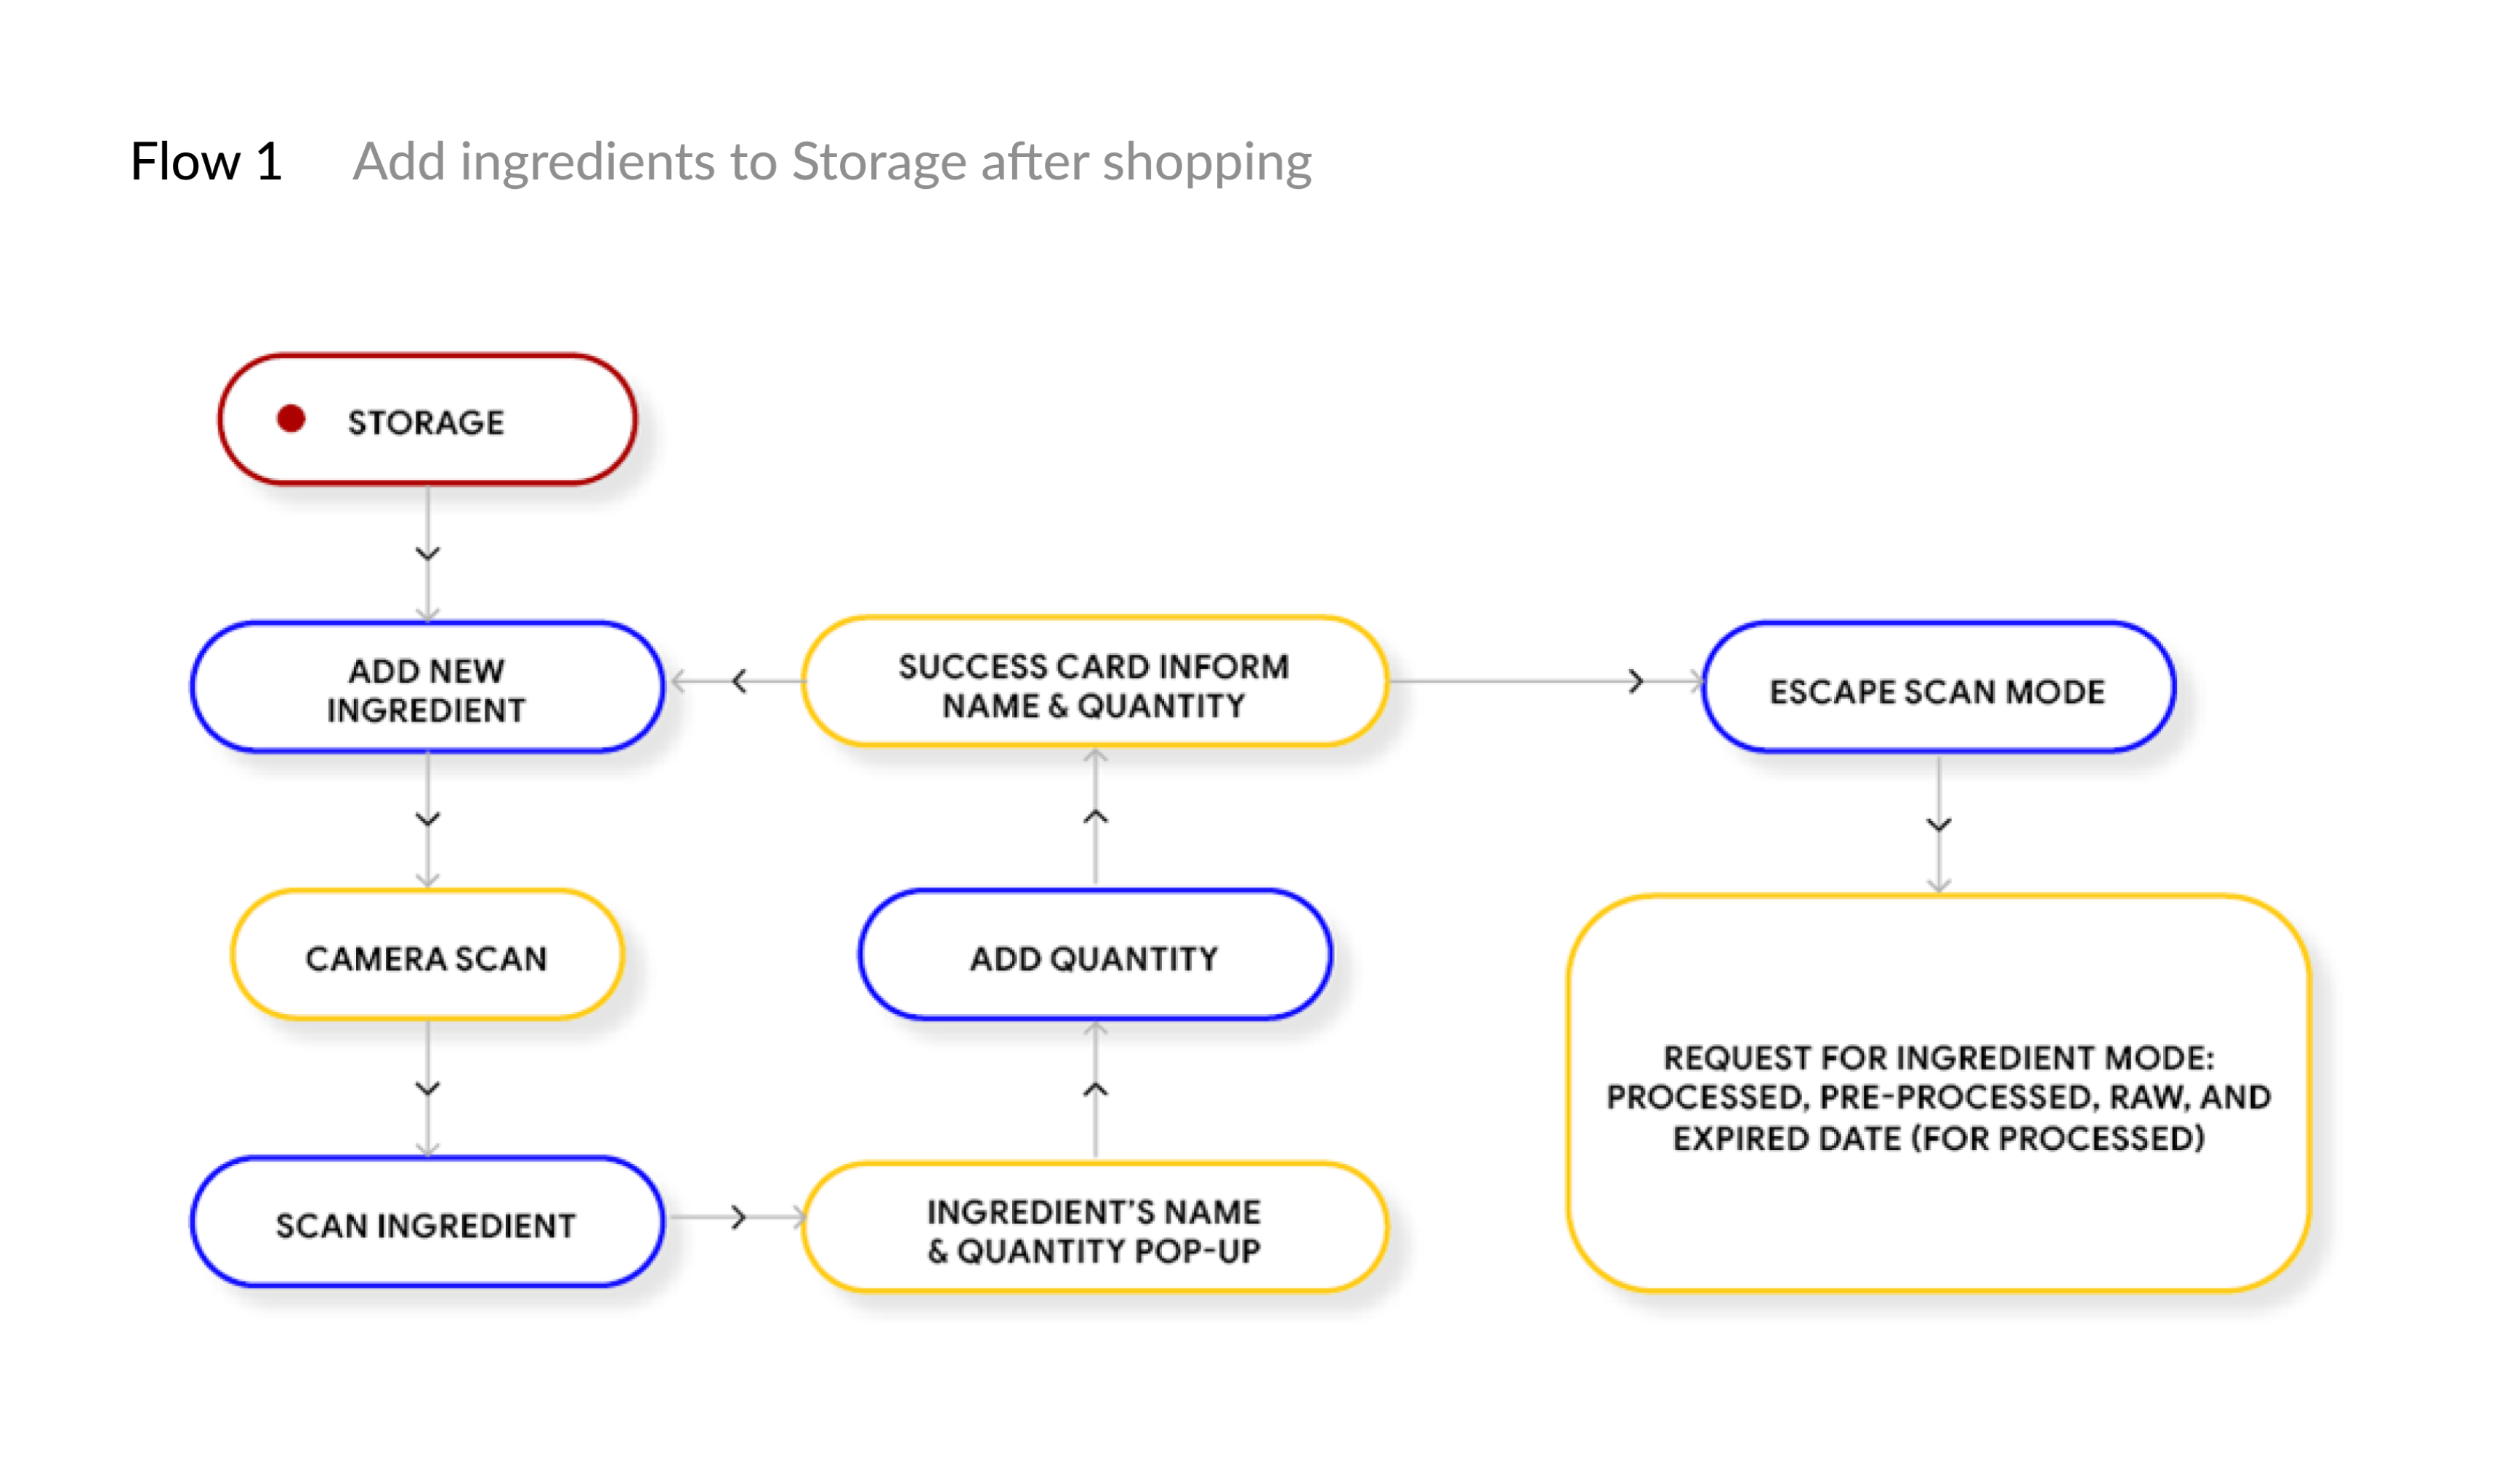 Flow 1 Add ingredients to Storage after shopping
STORAGE
ADD NEW
INGREDIENT
SUCCESS CARD INFORM
NAME & QUANTITY
ESCAPE SCAN MODE
CAMERA SCAN
ADD QUANTITY
REQUEST FOR INGREDIENT MODE:
PROCESSED, PRE-PROCESSED, RAW, AND
EXPIRED DATE (FOR PROCESSED)
SCAN INGREDIENT
INGREDIENT’S NAME
& QUANTITY POP-UP